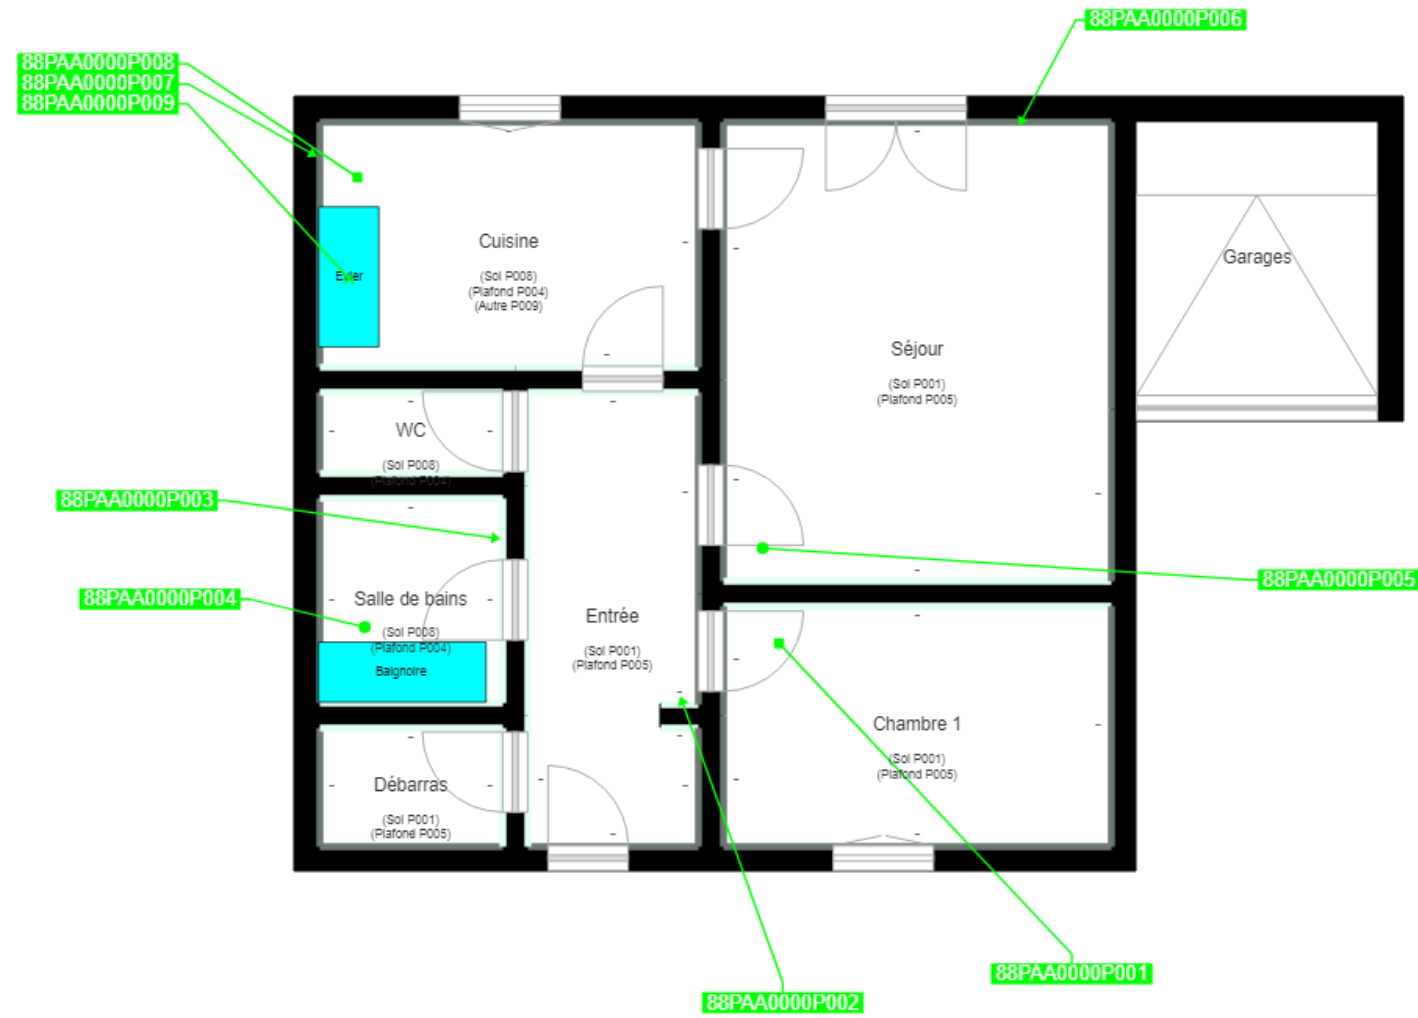 88PAA0000P006
88PAA0000P008
88PAA0000P007
88PAA0000P009
Cuisine
(Sol P008)
(Plafond P004)
(Autre P009)
Evier
Garages
Séjour
(Sol P001)
(Plafond P005)
WC
(Sol P008)
(Plafond P004)
88PAA0000P003
88PAA0000P005
88PAA0000P004
Salle de bains
(Sol P008)
(Plafond P004)
Baignoire
Entrée
(Sol P001)
(Plafond P005)
Chambre 1
(Sol P001)
(Plafond P005)
Débarras
(Sol P001)
(Plafond P005)
88PAA0000P001
88PAA0000P002